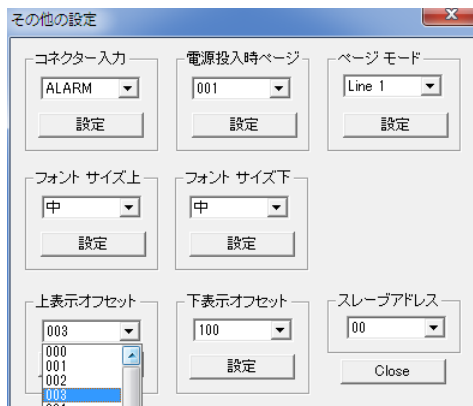 その他の設定
コネクター入力
電源投入時ページ
ページ モード
ALARM
001
Line 1
設定
設定
設定
フォント サイズ上
フォント サイズ下
中
中
設定
設定
上表示オフセット
下表示オフセット
スレーブアドレス
003
100
00
000
001
002
003
設定
Close